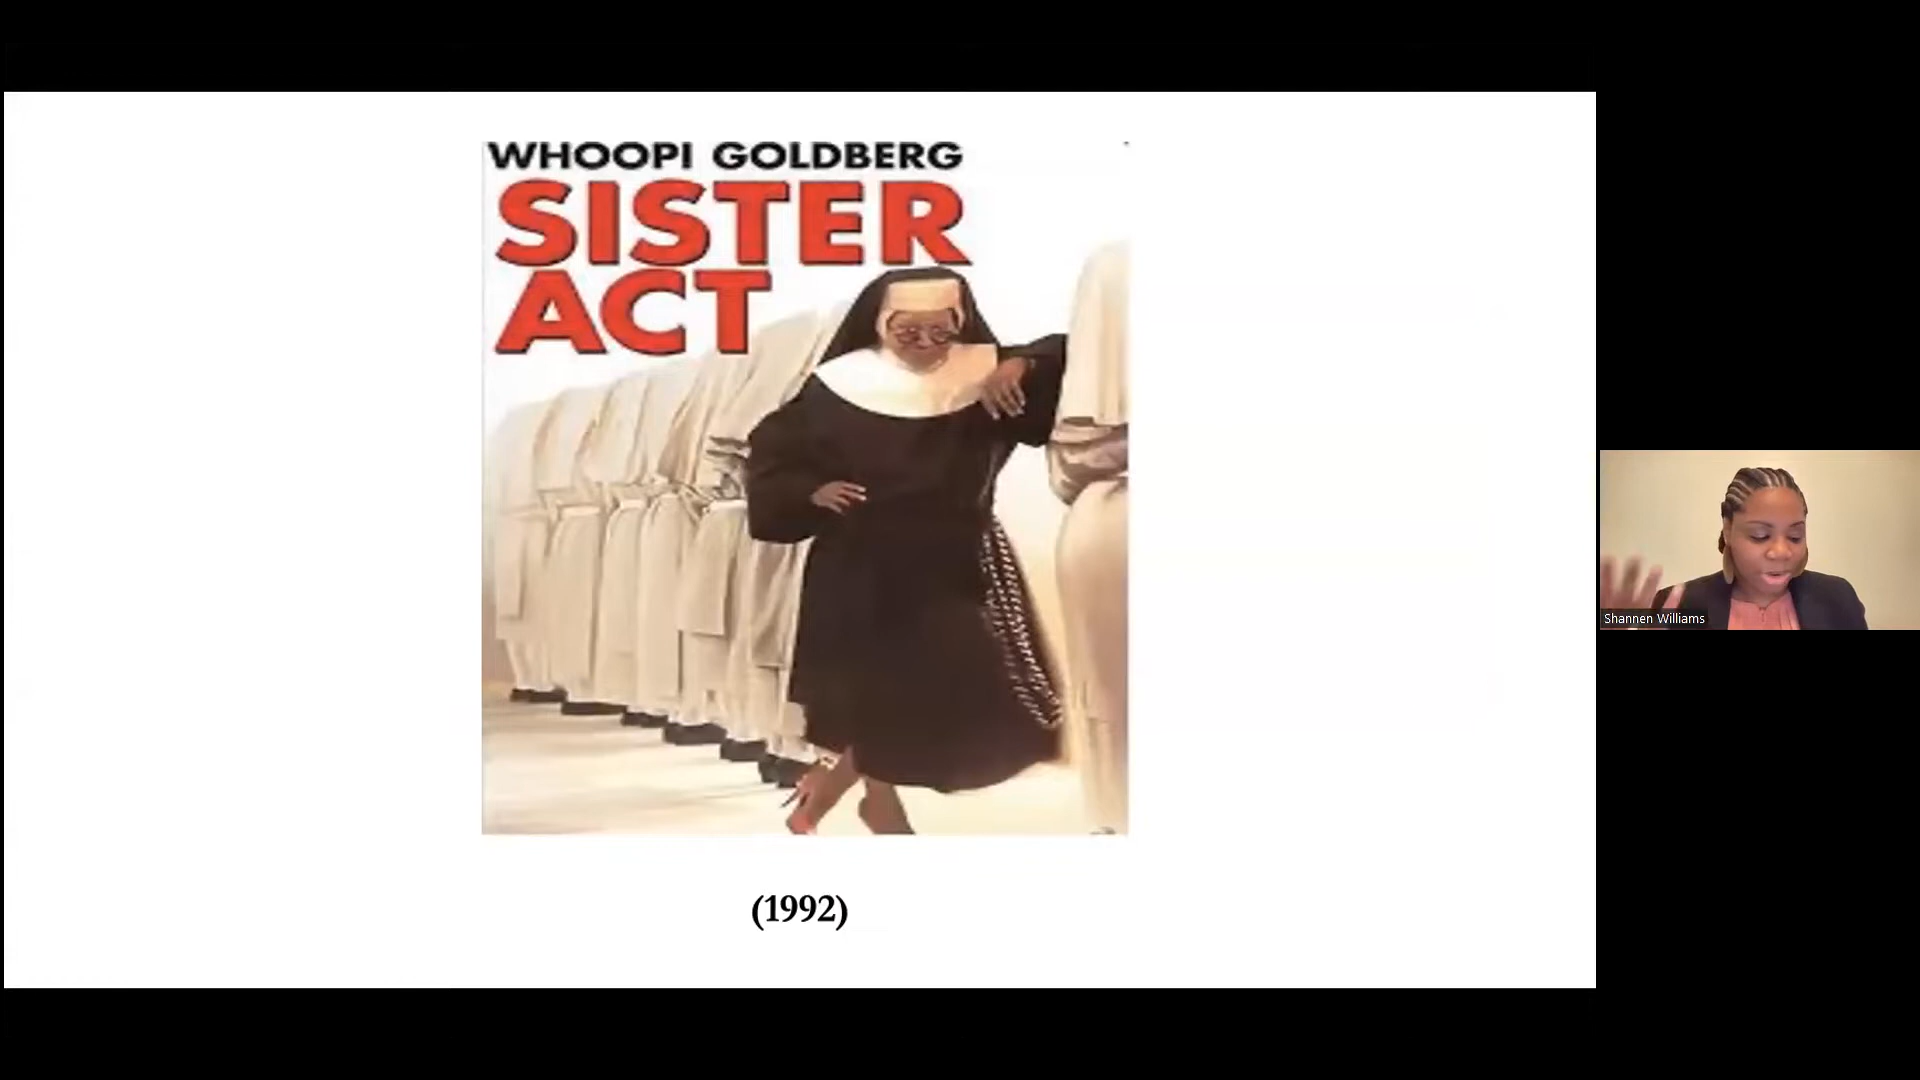 WHOOPI GOLDBERG
SISTER
ACT
(1992)
Shannen Williams